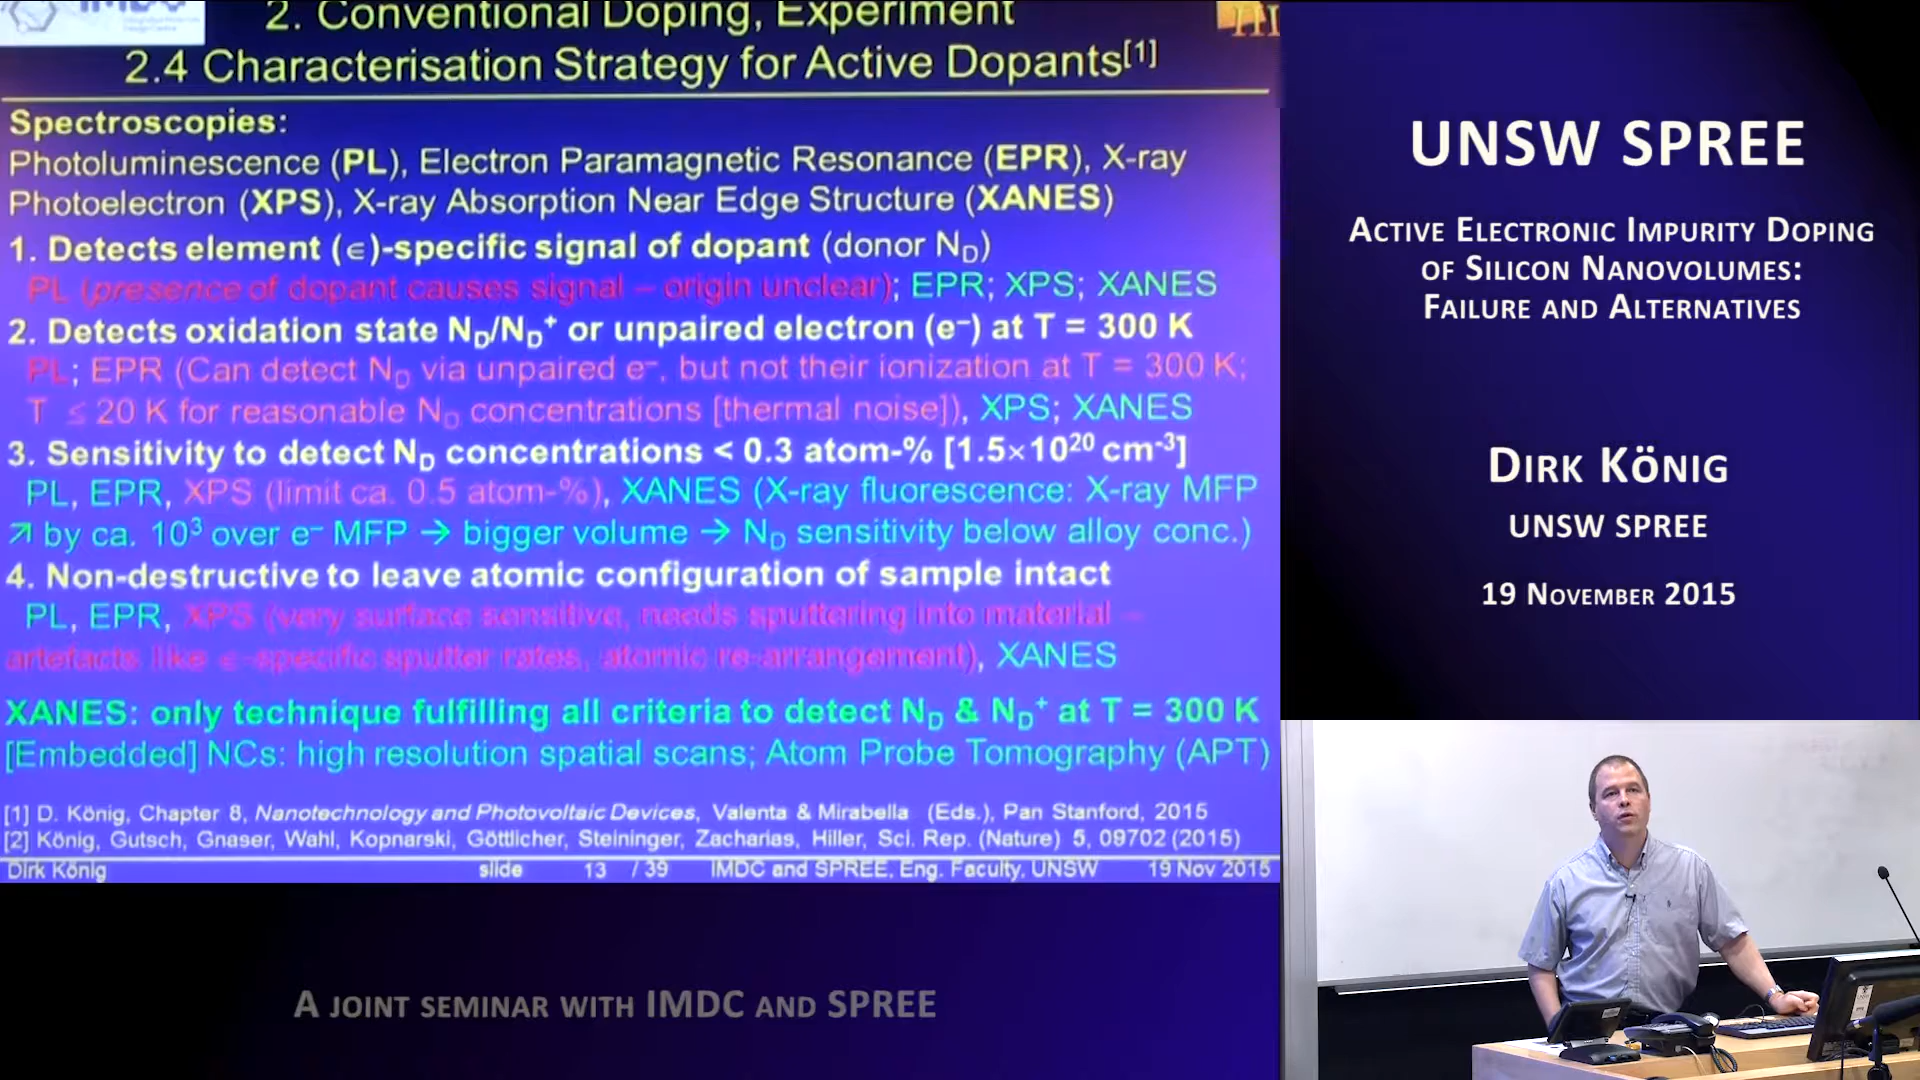 2. Conventional Doping, Experiment
2.4 Characterisation Strategy for Active Dopants[1]
Spectroscopies:
Photoluminescence (PL), Electron Paramagnetic Resonance (EPR), X-ray
Photoelectron (XPS), X-ray Absorption Near Edge Structure (XANES)
1. Detects element (∈)-specific signal of dopant (donor N_D)
PL (presence of dopant causes signal – origin unclear); EPR; XPS; XANES
2. Detects oxidation state N_D/N_D⁺ or unpaired electron (e⁻) at T = 300 K
PL; EPR (Can detect N_D via unpaired e⁻, but not their ionization at T = 300 K;
T ≤ 20 K for reasonable N_D concentrations [thermal noise]), XPS; XANES
3. Sensitivity to detect N_D concentrations < 0.3 atom-% [1.5×10²⁰ cm⁻³]
PL, EPR, XPS (limit ca. 0.5 atom-%), XANES (X-ray fluorescence: X-ray MFP
↗ by ca. 10³ over e⁻ MFP → bigger volume → N_D sensitivity below alloy conc.)
4. Non-destructive to leave atomic configuration of sample intact
PL, EPR, XPS (very surface sensitive, needs sputtering into material –
artefacts like ∈-specific sputter rates, atomic re-arrangement), XANES
XANES: only technique fulfilling all criteria to detect N_D & N_D⁺ at T = 300 K
[Embedded] NCs: high resolution spatial scans; Atom Probe Tomography (APT)
[1] D. König, Chapter 8, Nanotechnology and Photovoltaic Devices, Valenta & Mirabella (Eds.), Pan Stanford, 2015
[2] König, Gutsch, Gnaser, Wahl, Kopnarski, Göttlicher, Steininger, Zacharias, Hiller, Sci. Rep. (Nature) 5, 09702 (2015)
Dirk König slide 13 / 39 IMDC and SPREE, Eng. Faculty, UNSW 19 Nov 2015
UNSW SPREE
Active Electronic Impurity Doping
of Silicon Nanovolumes:
Failure and Alternatives
Dirk König
UNSW SPREE
19 November 2015
A joint seminar with IMDC and SPREE